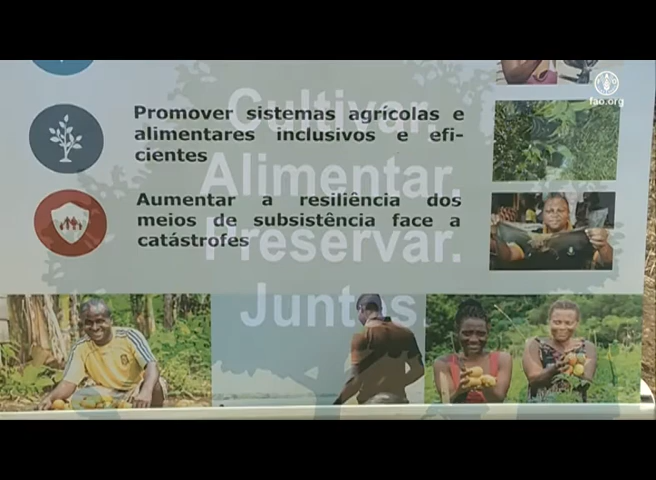 fao.org
Promover sistemas agrícolas e
alimentares inclusivos e efi-
cientes
Aumentar a resiliência dos
meios de subsistência face a
catástrofes
Cultivar.
Alimentar.
Preservar.
Juntos.